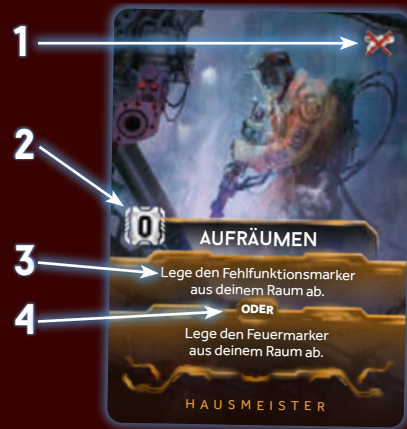 1
2
0
AUFRÄUMEN
3
Lege den Fehlfunktionsmarker
aus deinem Raum ab.
4
ODER
Lege den Feuermarker
aus deinem Raum ab.
HAUSMEISTER